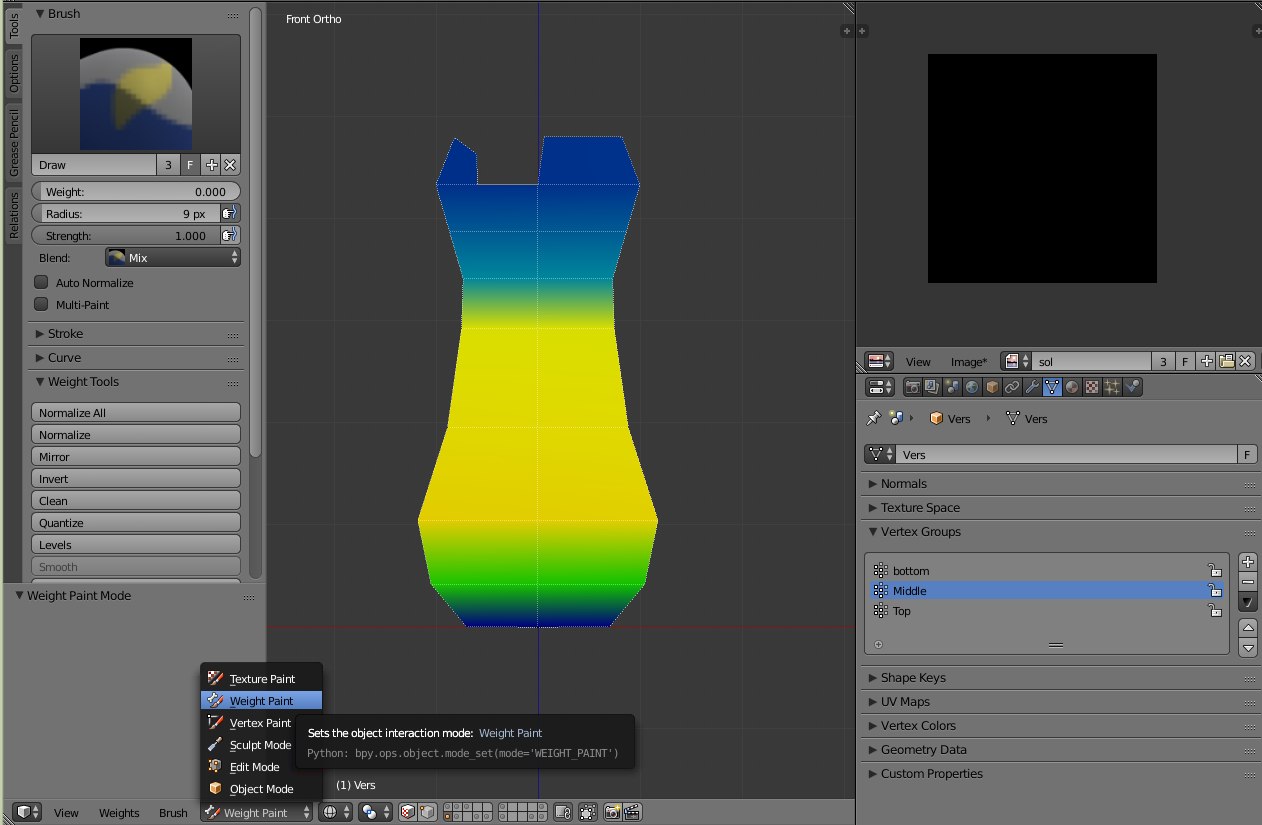 Tools
Options
Grease Pencil
Relations
Brush
Draw 3 F
Weight: 0.000
Radius: 9 px
Strength: 1.000
Blend: Mix
Auto Normalize
Multi-Paint
Stroke
Curve
Weight Tools
Normalize All
Normalize
Mirror
Invert
Clean
Quantize
Levels
Smooth
Weight Paint Mode
Front Ortho
Texture Paint
Weight Paint
Vertex Paint
Sculpt Mode
Edit Mode
Object Mode
Sets the object interaction mode: Weight Paint
Python: bpy.ops.object.mode_set(mode='WEIGHT_PAINT')
(1) Vers
View Weights Brush Weight Paint
View Image* sol 3 F
Vers Vers
Vers F
Normals
Texture Space
Vertex Groups
bottom
Middle
Top
Shape Keys
UV Maps
Vertex Colors
Geometry Data
Custom Properties